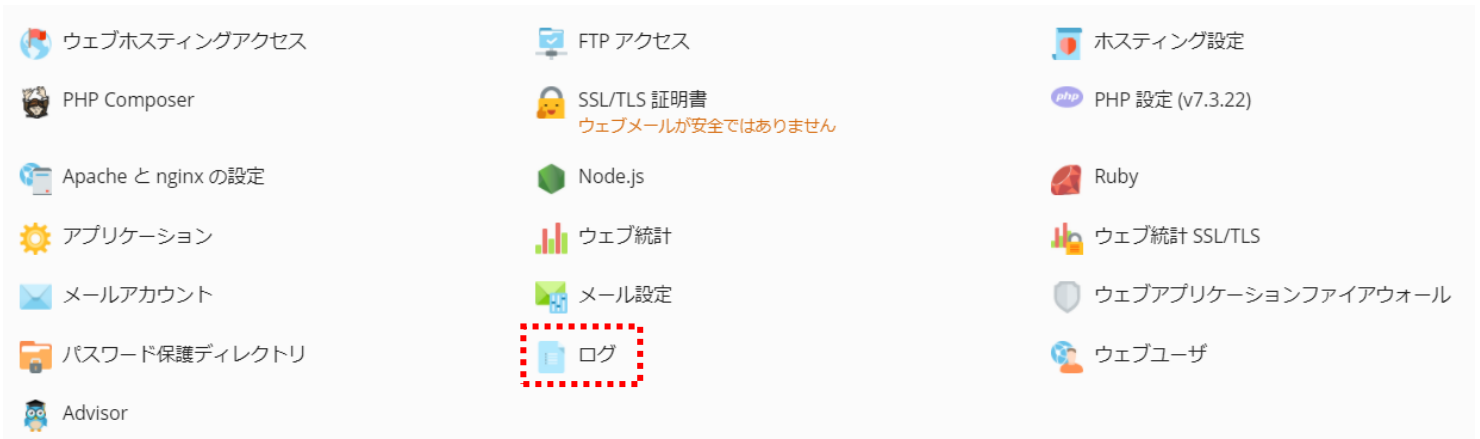 ウェブホスティングアクセス
FTP アクセス
ホスティング設定
PHP Composer
SSL/TLS 証明書
ウェブメールが安全ではありません
php
PHP 設定 (v7.3.22)
Apache と nginx の設定
Node.js
Ruby
アプリケーション
ウェブ統計
ウェブ統計 SSL/TLS
メールアカウント
メール設定
ウェブアプリケーションファイアウォール
パスワード保護ディレクトリ
ログ
ウェブユーザ
Advisor